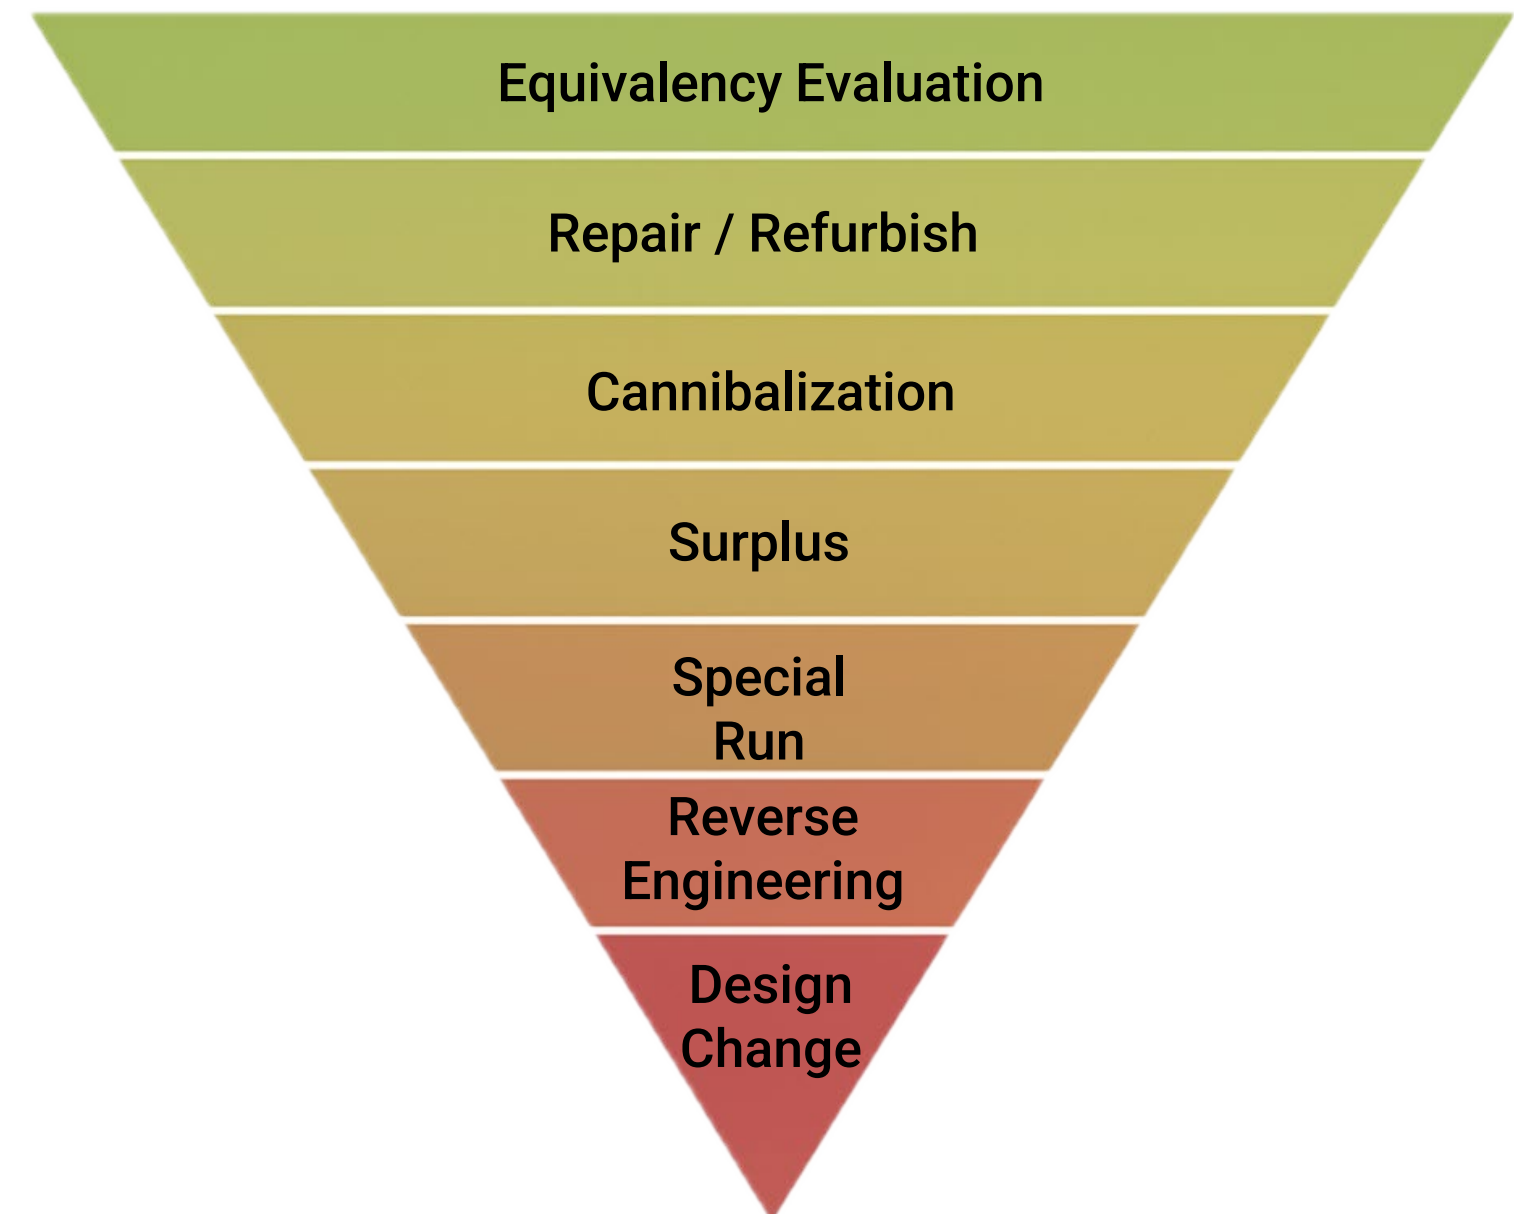 Equivalency Evaluation
Repair / Refurbish
Cannibalization
Surplus
Special
Run
Reverse
Engineering
Design
Change